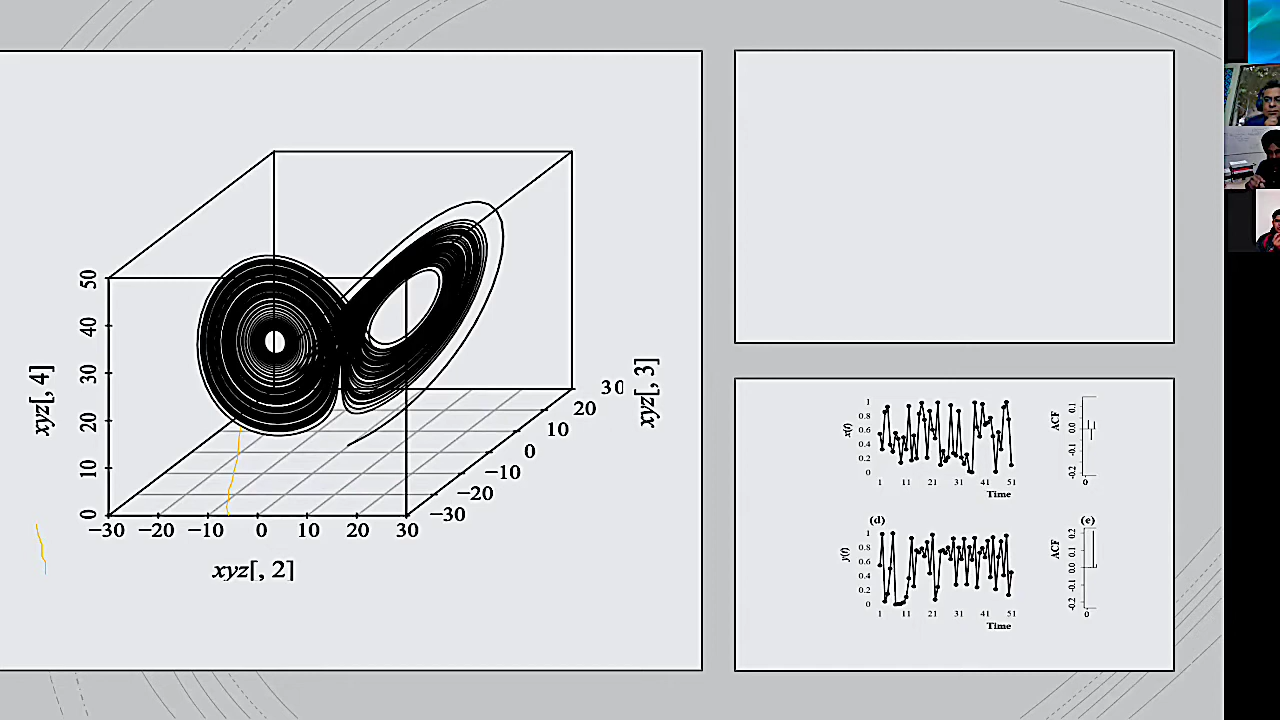 50
40
30
20
10
0
xyz[, 4]
−30 −20 −10 0 10 20 30
xyz[, 2]
30
20
10
0
−10
−20
−30
xyz[, 3]
x(t)
1
0.8
0.6
0.4
0.2
0
1 11 21 31 41 51
Time
ACF
0.1
0.0
-0.1
-0.2
0
(d)
y(t)
1
0.8
0.6
0.4
0.2
0
1 11 21 31 41 51
Time
(e)
ACF
0.2
0.1
0.0
-0.1
-0.2
0